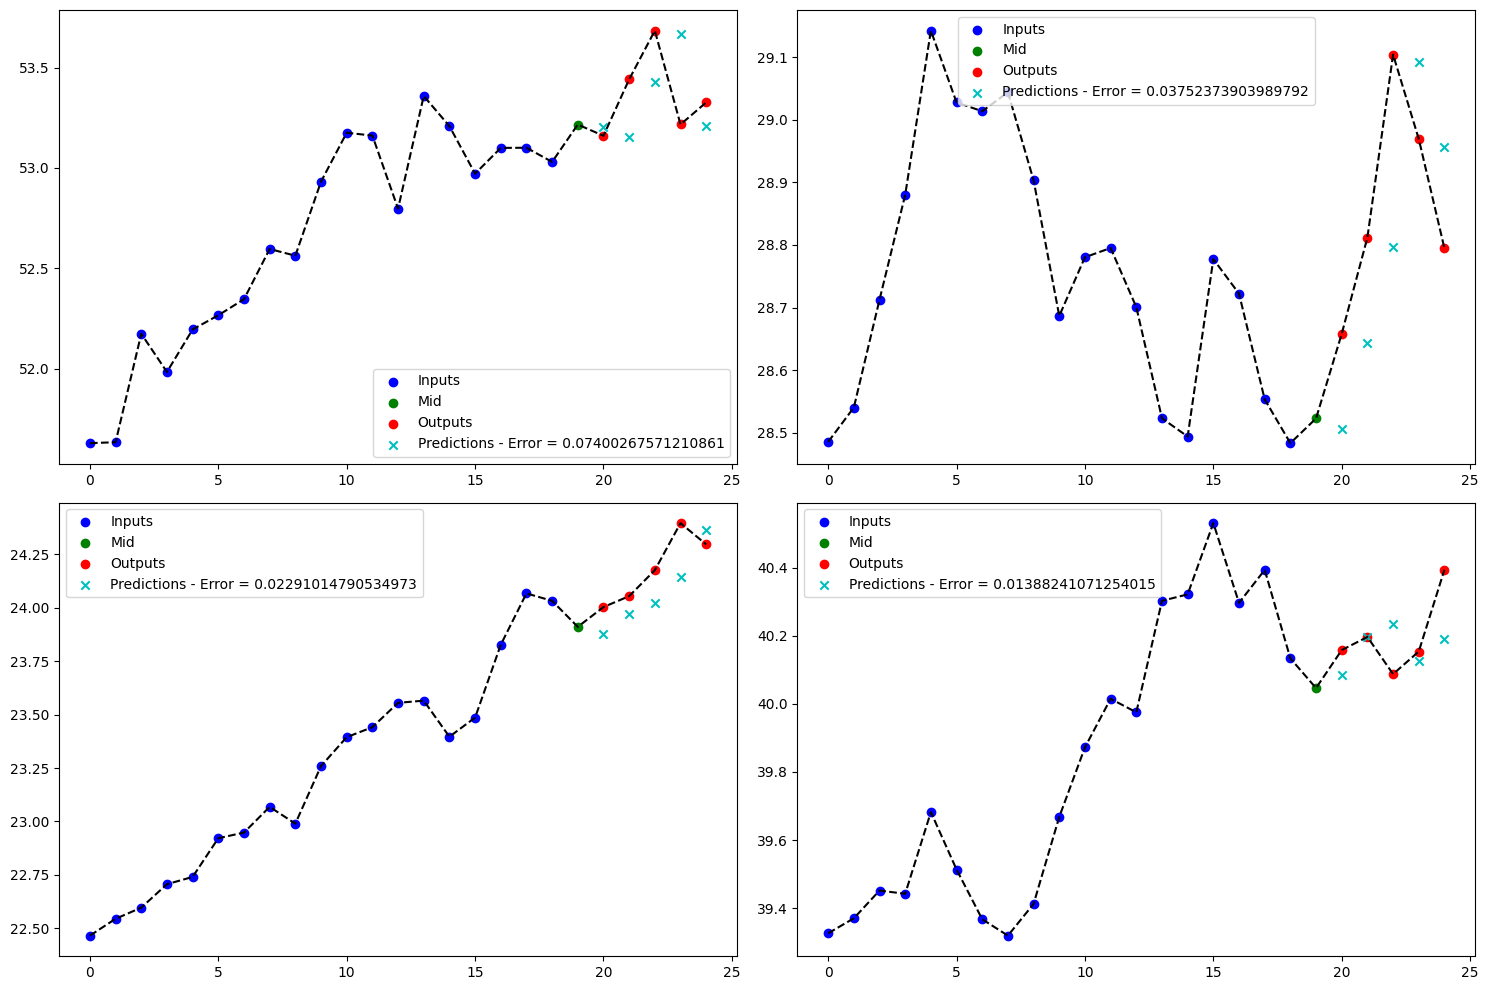 53.5
53.0
52.5
52.0
Inputs
Mid
Outputs
Predictions - Error = 0.07400267571210861
0 5 10 15 20 25
29.1
29.0
28.9
28.8
28.7
28.6
28.5
Inputs
Mid
Outputs
Predictions - Error = 0.03752373903989792
0 5 10 15 20 25
24.25
24.00
23.75
23.50
23.25
23.00
22.75
22.50
Inputs
Mid
Outputs
Predictions - Error = 0.02291014790534973
0 5 10 15 20 25
40.4
40.2
40.0
39.8
39.6
39.4
Inputs
Mid
Outputs
Predictions - Error = 0.01388241071254015
0 5 10 15 20 25